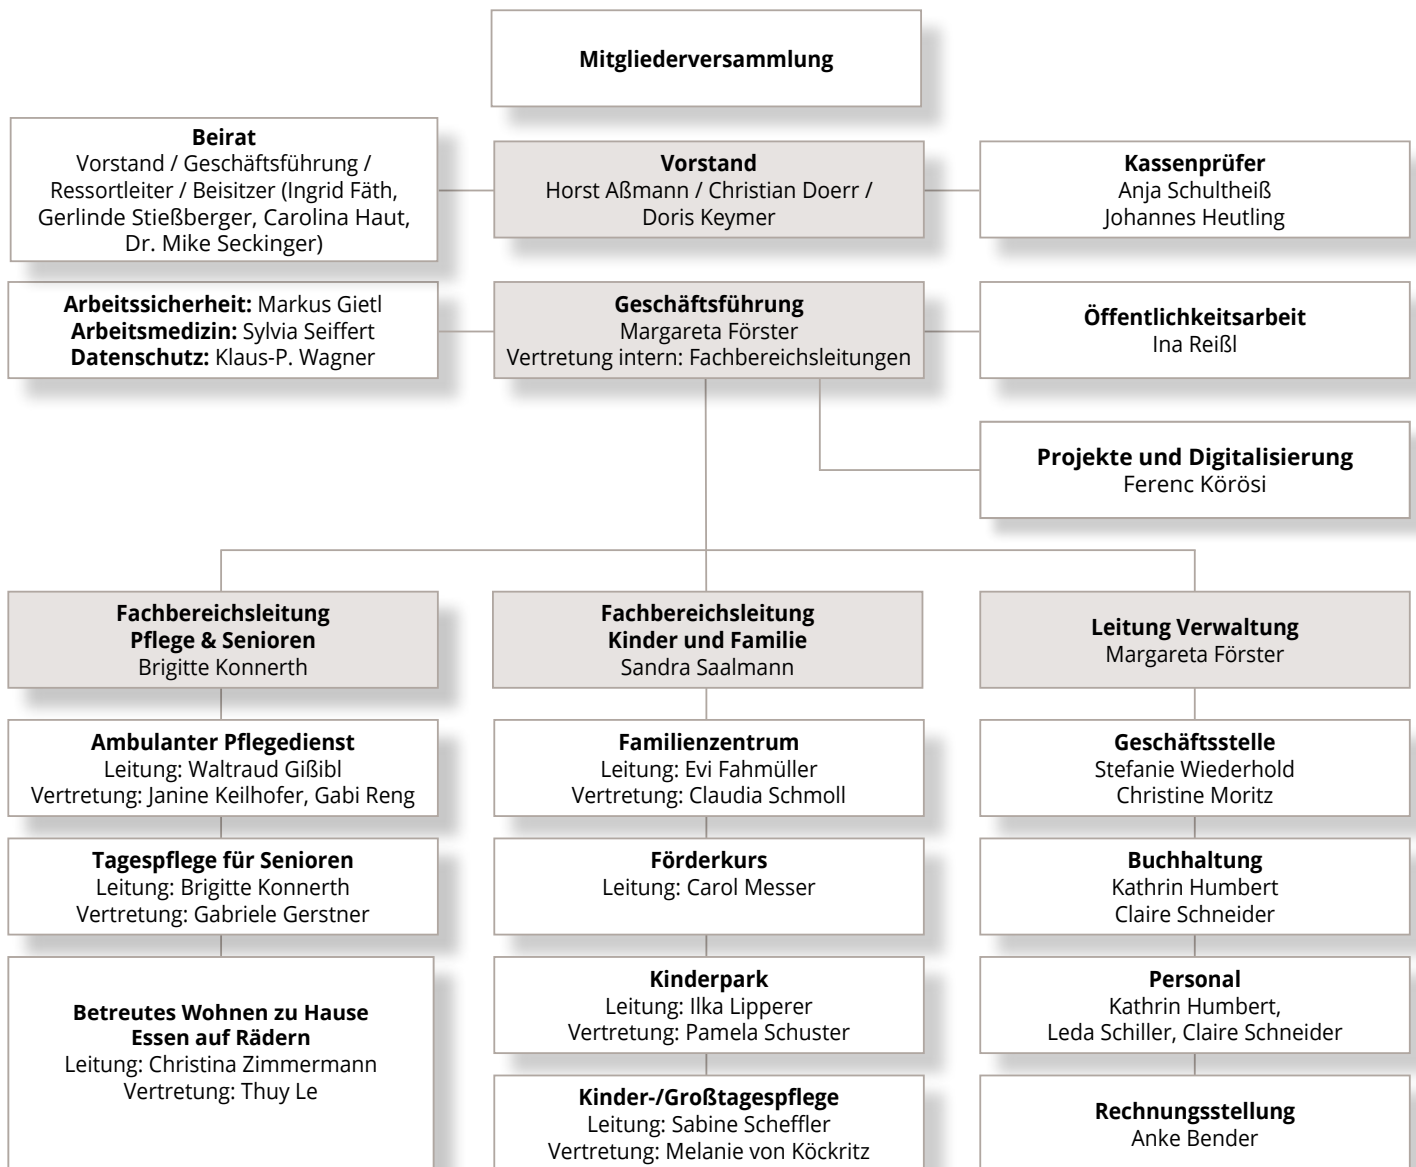 Mitgliederversammlung
Beirat
Vorstand / Geschäftsführung /
Ressortleiter / Beisitzer (Ingrid Fäth,
Gerlinde Stießberger, Carolina Haut,
Dr. Mike Seckinger)
Vorstand
Horst Aßmann / Christian Doerr /
Doris Keymer
Kassenprüfer
Anja Schultheiß
Johannes Heutling
Arbeitssicherheit: Markus Gietl
Arbeitsmedizin: Sylvia Seiffert
Datenschutz: Klaus-P. Wagner
Geschäftsführung
Margareta Förster
Vertretung intern: Fachbereichsleitungen
Öffentlichkeitsarbeit
Ina Reißl
Projekte und Digitalisierung
Ferenc Körösi
Fachbereichsleitung
Pflege & Senioren
Brigitte Konnerth
Fachbereichsleitung
Kinder und Familie
Sandra Saalmann
Leitung Verwaltung
Margareta Förster
Ambulanter Pflegedienst
Leitung: Waltraud Gißibl
Vertretung: Janine Keilhofer, Gabi Reng
Familienzentrum
Leitung: Evi Fahmüller
Vertretung: Claudia Schmoll
Geschäftsstelle
Stefanie Wiederhold
Christine Moritz
Tagespflege für Senioren
Leitung: Brigitte Konnerth
Vertretung: Gabriele Gerstner
Förderkurs
Leitung: Carol Messer
Buchhaltung
Kathrin Humbert
Claire Schneider
Betreutes Wohnen zu Hause
Essen auf Rädern
Leitung: Christina Zimmermann
Vertretung: Thuy Le
Kinderpark
Leitung: Ilka Lipperer
Vertretung: Pamela Schuster
Personal
Kathrin Humbert,
Leda Schiller, Claire Schneider
Kinder-/Großtagespflege
Leitung: Sabine Scheffler
Vertretung: Melanie von Köckritz
Rechnungsstellung
Anke Bender